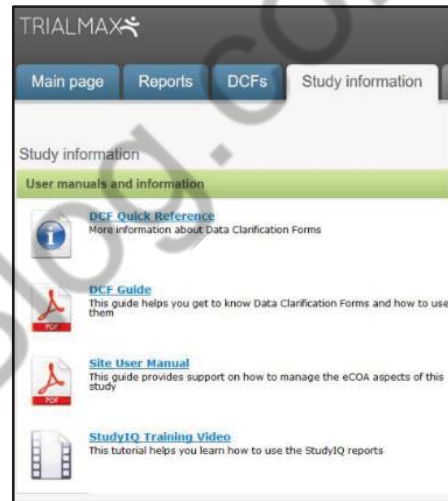 TRIALMAX
Main page Reports DCFs Study information
Study information
User manuals and information
DCF Quick Reference
More information about Data Clarification Forms
DCF Guide
This guide helps you get to know Data Clarification Forms and how to use
them
PDF
Site User Manual
This guide provides support on how to manage the eCOA aspects of this
study
PDF
StudyIQ Training Video
This tutorial helps you learn how to use the StudyIQ reports